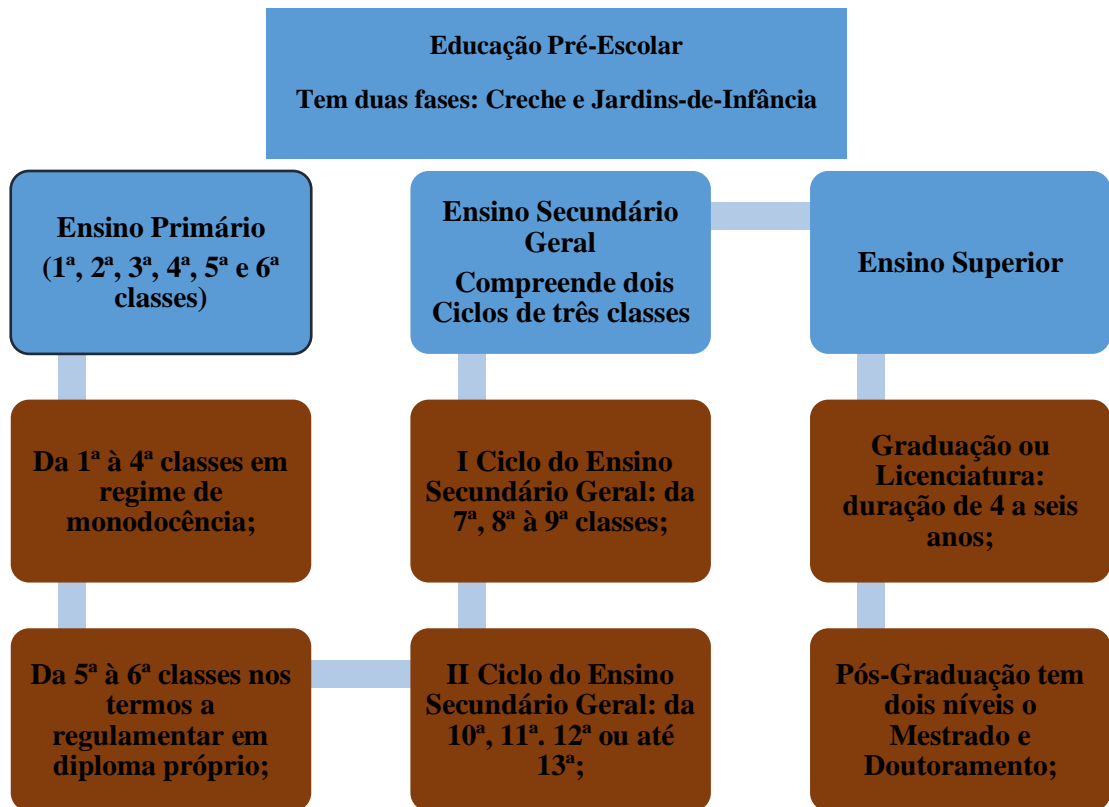 Educação Pré-Escolar
Tem duas fases: Creche e Jardins-de-Infância
Ensino Primário
(1ª, 2ª, 3ª, 4ª, 5ª e 6ª
classes)
Da 1ª à 4ª classes em
regime de
monodocência;
Da 5ª à 6ª classes nos
termos a
regulamentar em
diploma próprio;
Ensino Secundário
Geral
Compreende dois
Ciclos de três classes
I Ciclo do Ensino
Secundário Geral: da
7ª, 8ª à 9ª classes;
II Ciclo do Ensino
Secundário Geral: da
10ª, 11ª. 12ª ou até
13ª;
Ensino Superior
Graduação ou
Licenciatura:
duração de 4 a seis
anos;
Pós-Graduação tem
dois níveis o
Mestrado e
Doutoramento;